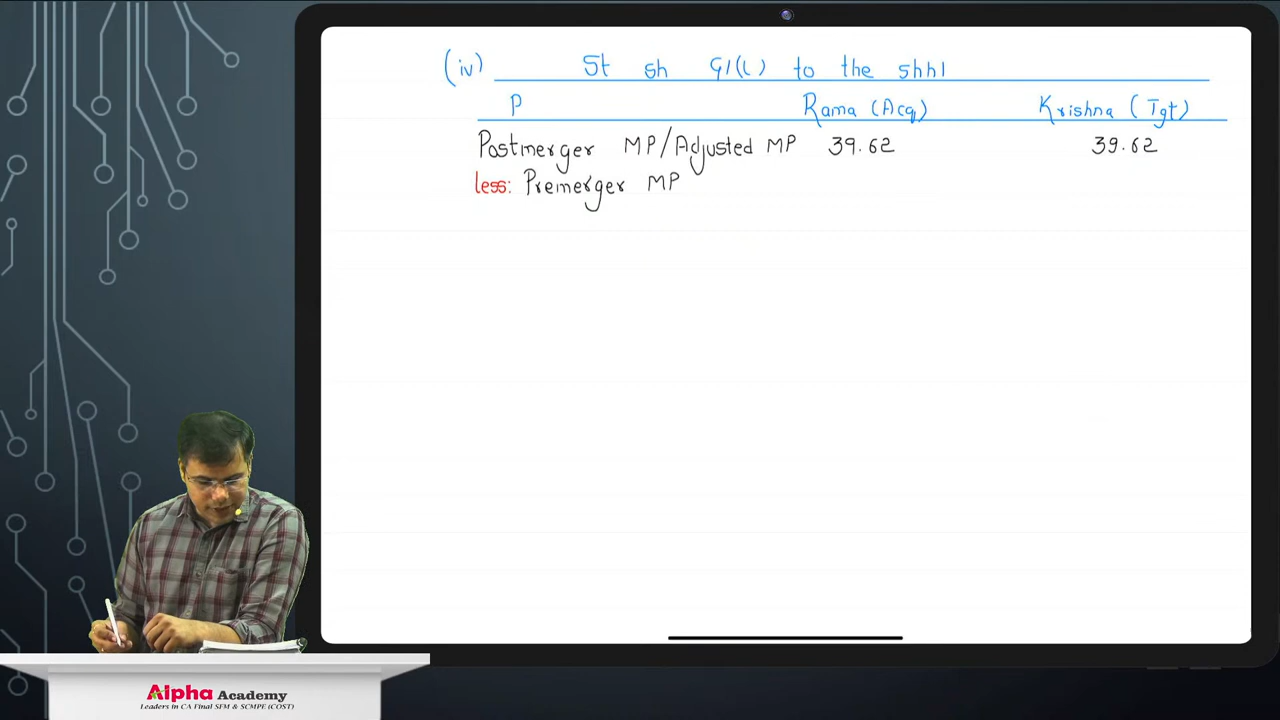 (iv) St sh G/(L) to the shhl
P Rama (Acq) Krishna (Tgt)
Postmerger MP/Adjusted MP 39.62 39.62
less: Premerger MP
Alpha Academy
Leaders in CA Final SFM & SCMPE (COST)